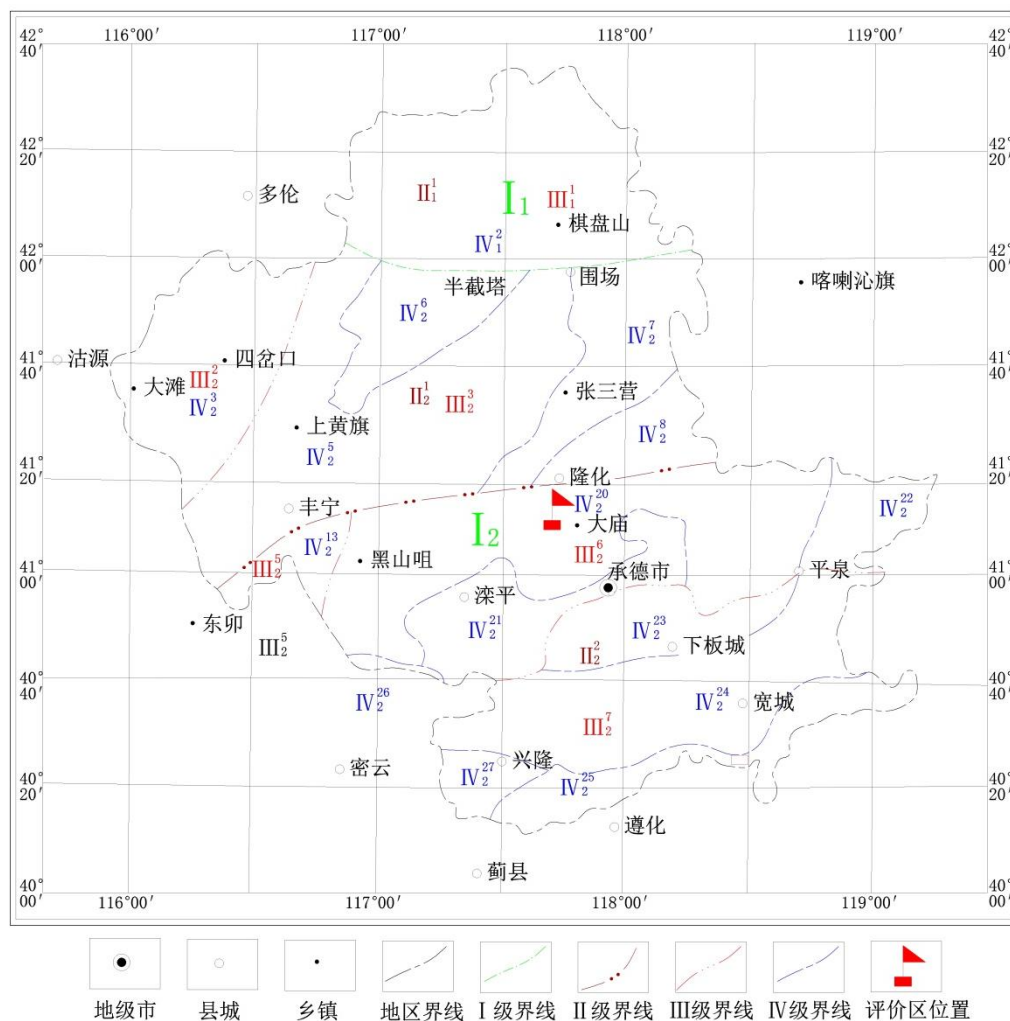 116°00′ 117°00′ 118°00′ 119°00′
42° 40′ 42° 40′
42° 20′ 42° 20′
多伦
Ⅱ₁¹ Ⅰ₁ Ⅲ₁¹
棋盘山
Ⅳ₁²
42° 00′ 42° 00′
半截塔 围场 喀喇沁旗
Ⅳ₂⁶ Ⅳ₂⁷
沽源 四岔口
41° 40′ 41° 40′
大滩 Ⅲ₂² Ⅱ₂¹ Ⅲ₂³ 张三营
Ⅳ₂³
上黄旗 Ⅳ₂⁸
Ⅳ₂⁵
41° 20′ 41° 20′
隆化
丰宁 Ⅳ₂²⁰ Ⅳ₂²²
Ⅰ₂ 大庙
Ⅳ₂¹³ 黑山咀 Ⅲ₂⁶
Ⅲ₂⁵ 承德市 平泉
41° 00′ 41° 00′
滦平
东卯 Ⅳ₂²¹ Ⅳ₂²³ 下板城
Ⅲ₂⁵ Ⅱ₂²
40° 40′ 40° 40′
Ⅳ₂²⁶ Ⅳ₂²⁴ 宽城
Ⅲ₂⁷
密云 兴隆
Ⅳ₂²⁷ Ⅳ₂²⁵
40° 20′ 40° 20′
遵化
蓟县
40° 00′ 40° 00′
116°00′ 117°00′ 118°00′ 119°00′
地级市 县城 乡镇 地区界线 Ⅰ级界线 Ⅱ级界线 Ⅲ级界线 Ⅳ级界线 评价区位置